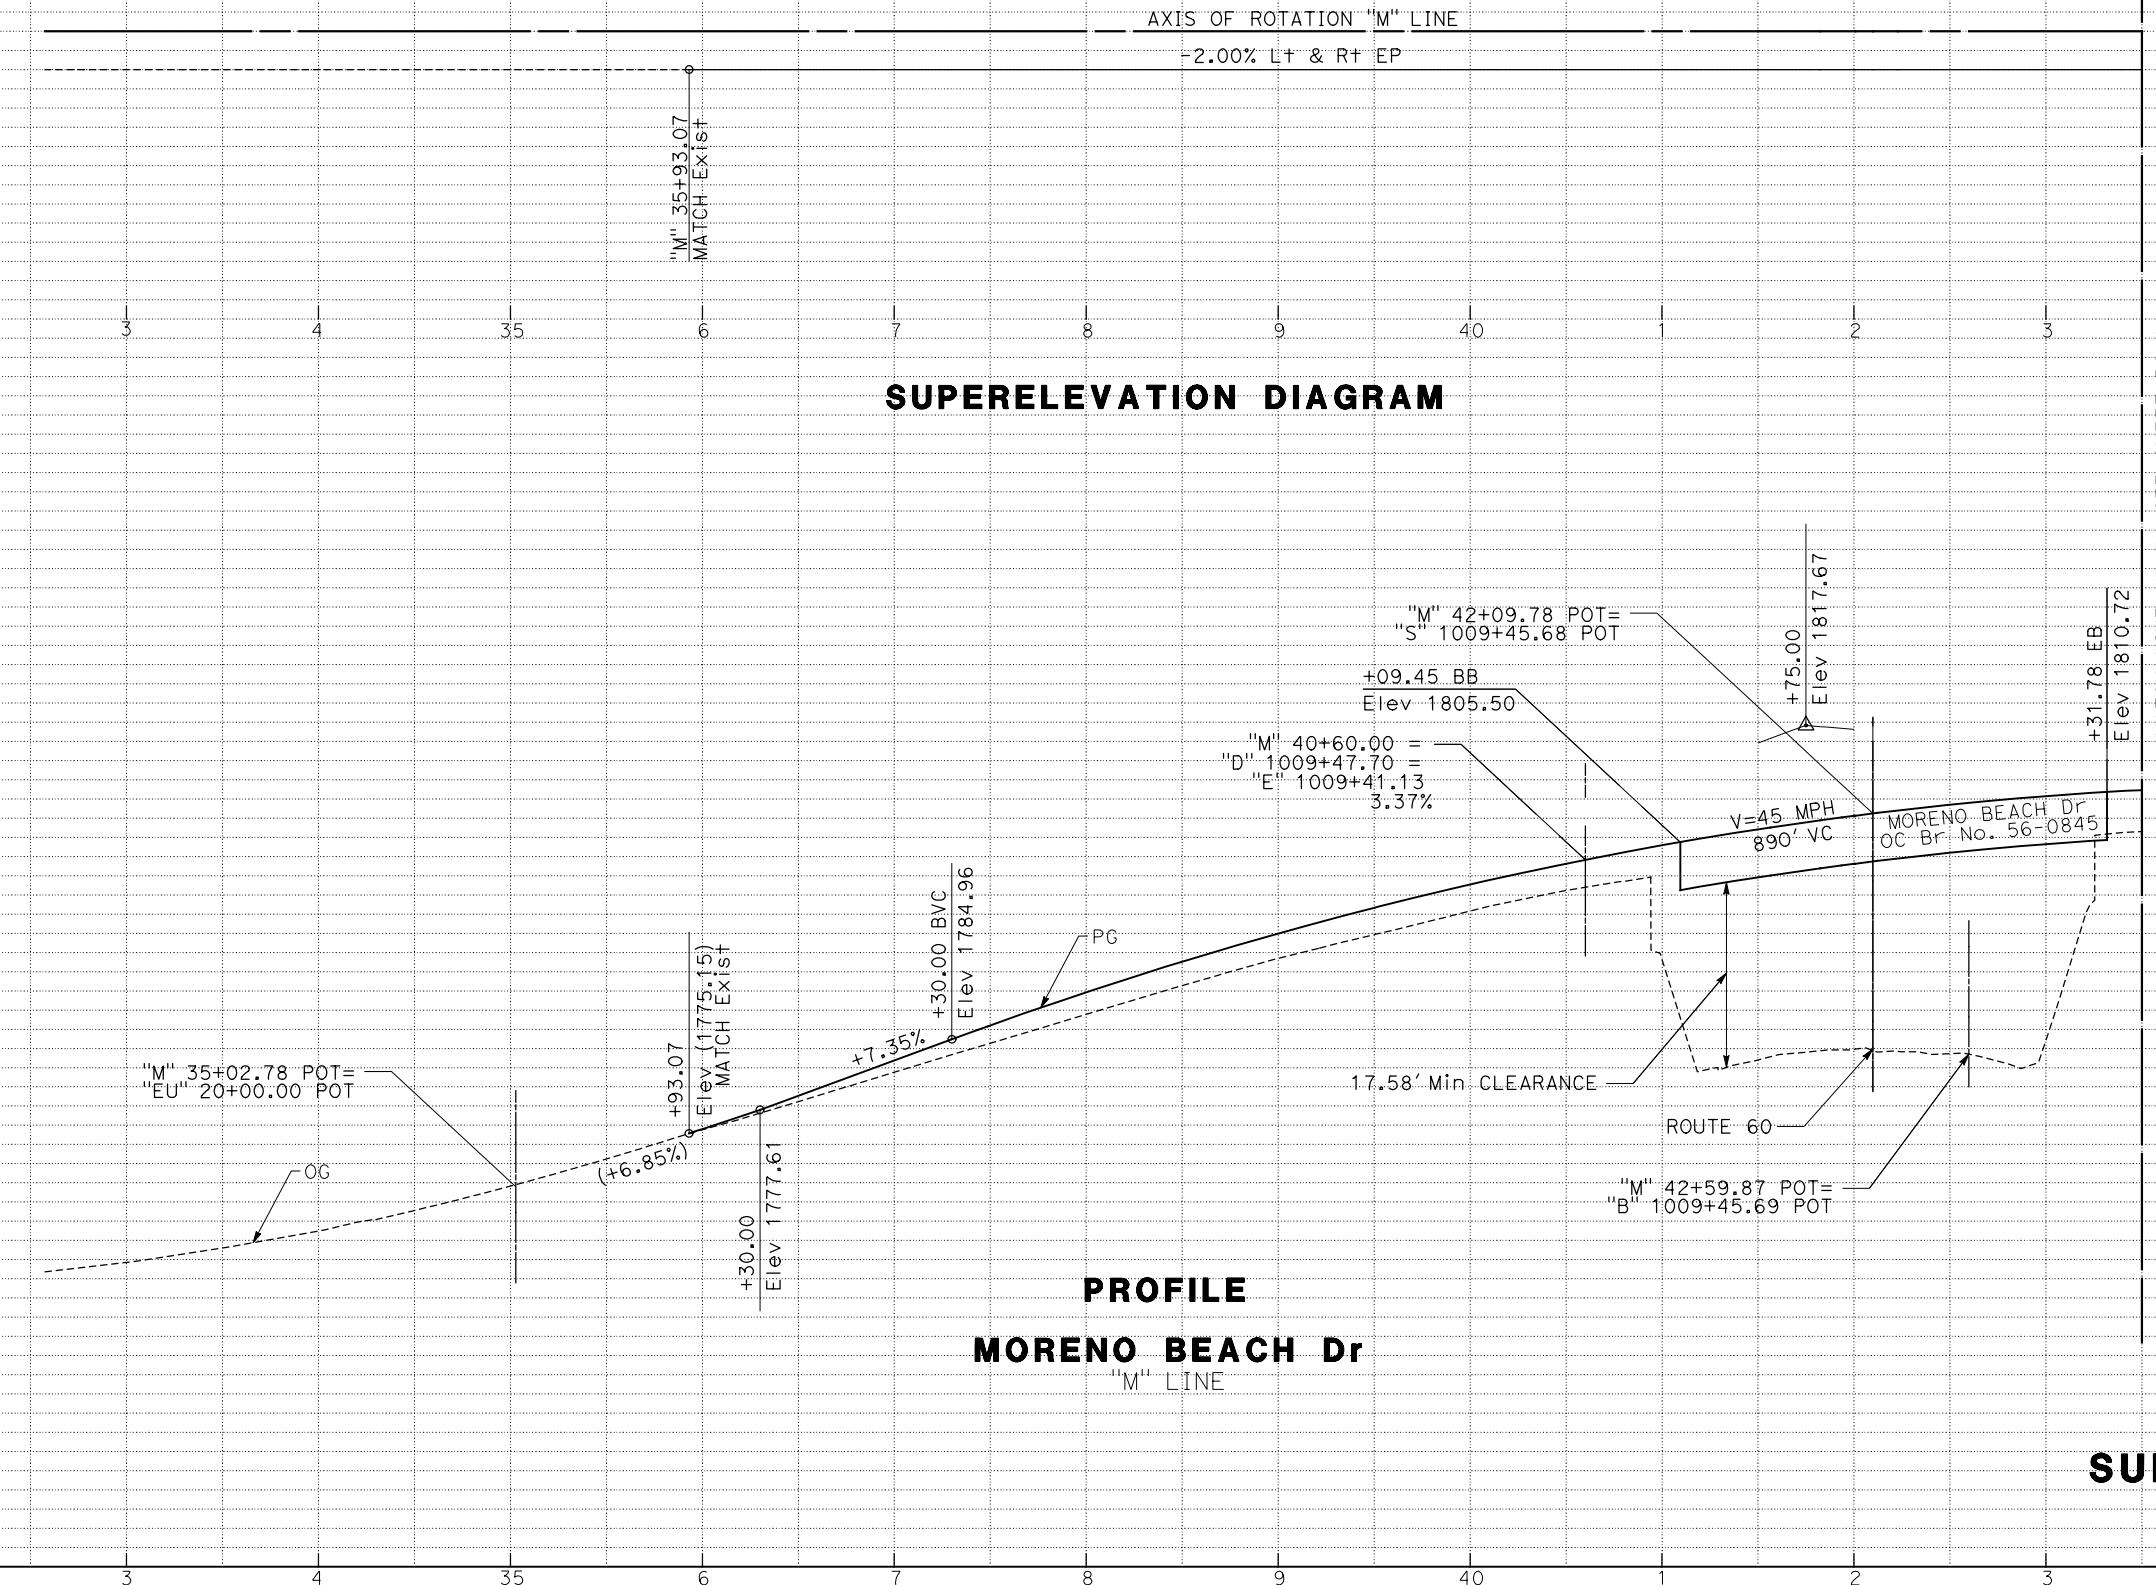 AXIS OF ROTATION "M" LINE
-2.00% Lt & Rt EP
"M" 35+93.07
MATCH Exist
3 4 35 6 7 8 9 40 1 2 3
SUPERELEVATION DIAGRAM
"M" 42+09.78 POT=
"S" 1009+45.68 POT
+75.00
Elev 1817.67
+31.78 EB
Elev 1810.72
+09.45 BB
Elev 1805.50
"M" 40+60.00 =
"D" 1009+47.70 =
"E" 1009+41.13
3.37%
V=45 MPH
890' VC
MORENO BEACH Dr
OC Br No. 56-0845
+30.00 BVC
Elev 1784.96
PG
+93.07
Elev (1775.15)
MATCH Exist
+7.35%
"M" 35+02.78 POT=
"EU" 20+00.00 POT
17.58' Min CLEARANCE
ROUTE 60
OG
(+6.85%)
+30.00
Elev 1777.61
"M" 42+59.87 POT=
"B" 1009+45.69 POT
PROFILE
MORENO BEACH Dr
"M" LINE
3 4 35 6 7 8 9 40 1 2 3